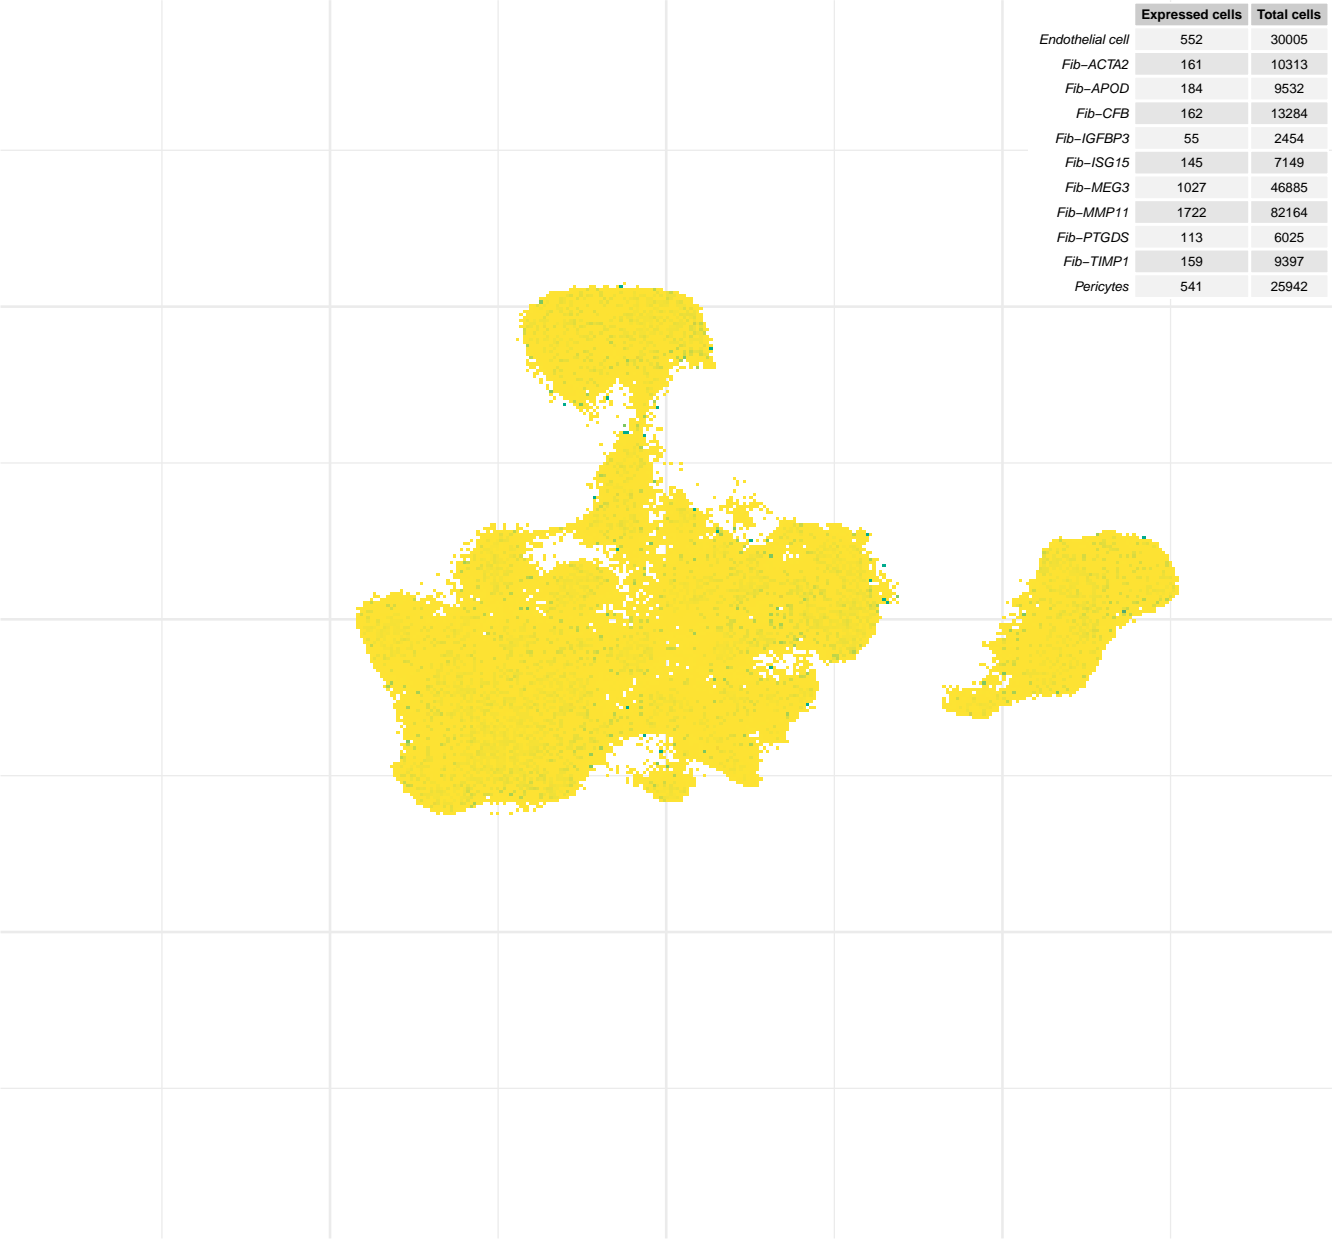 Expressed cells Total cells
Endothelial cell 552 30005
Fib−ACTA2 161 10313
Fib−APOD 184 9532
Fib−CFB 162 13284
Fib−IGFBP3 55 2454
Fib−ISG15 145 7149
Fib−MEG3 1027 46885
Fib−MMP11 1722 82164
Fib−PTGDS 113 6025
Fib−TIMP1 159 9397
Pericytes 541 25942